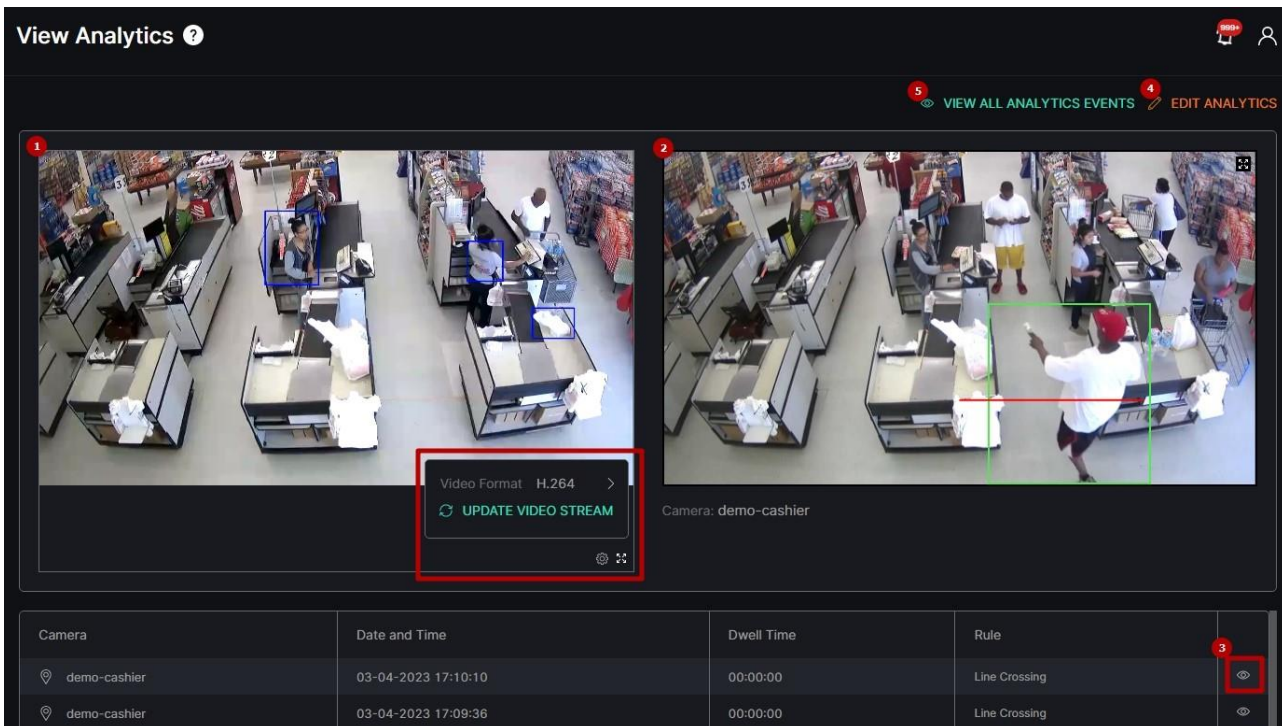 View Analytics ?
999+
5 VIEW ALL ANALYTICS EVENTS 4 EDIT ANALYTICS
1
2
3
Video Format H.264
UPDATE VIDEO STREAM
Camera: demo-cashier
Camera Date and Time Dwell Time Rule
3
demo-cashier 03-04-2023 17:10:10 00:00:00 Line Crossing
demo-cashier 03-04-2023 17:09:36 00:00:00 Line Crossing